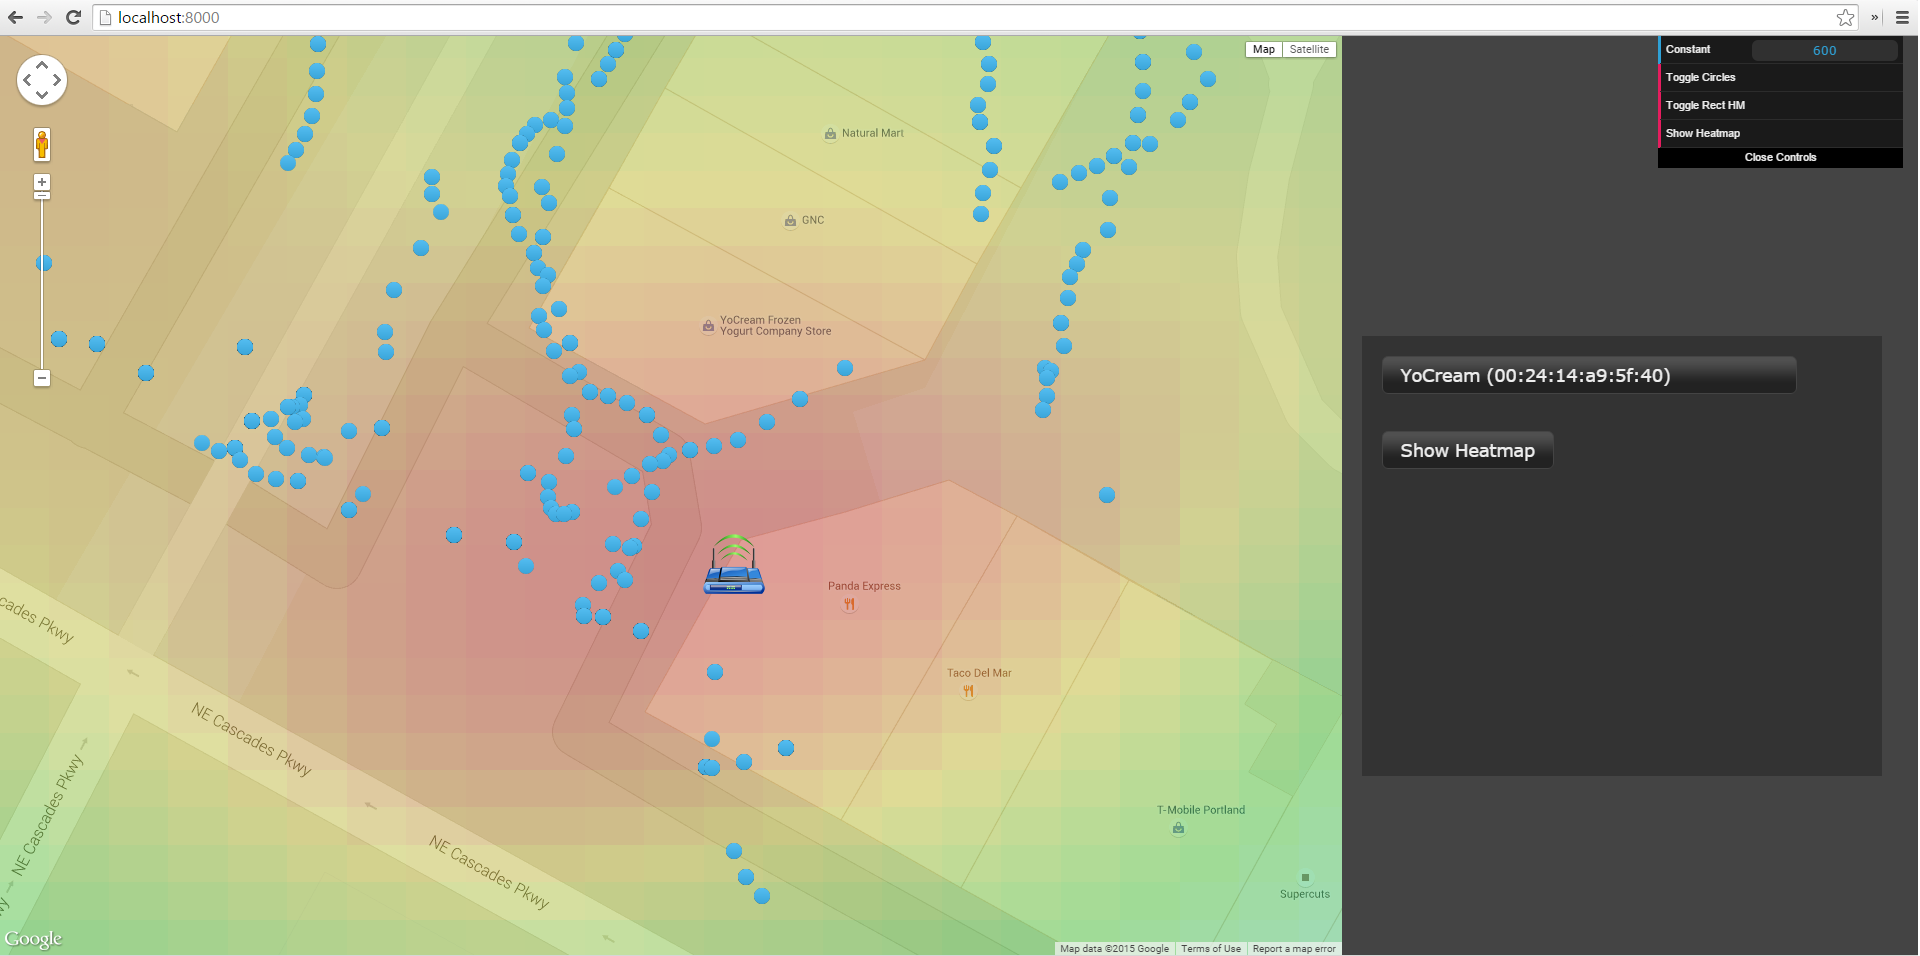 localhost:8000
»
Map
Satellite
Constant
600
Toggle Circles
Toggle Rect HM
Show Heatmap
Close Controls
Natural Mart
GNC
YoCream Frozen
Yogurt Company Store
YoCream (00:24:14:a9:5f:40)
Show Heatmap
Panda Express
Cascades Pkwy
Taco Del Mar
NE Cascades Pkwy
NE Cascades Pkwy
NE Cascades Pkwy
T-Mobile Portland
Supercuts
Google
Map data ©2015 Google
Terms of Use
Report a map error